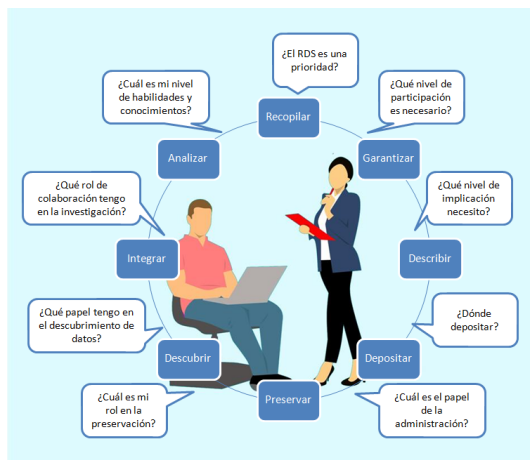 ¿El RDS es una
prioridad?
¿Cuál es mi nivel
de habilidades y
conocimientos?
¿Qué nivel de
participación
es necesario?
Recopilar
Analizar
Garantizar
¿Qué rol de
colaboración tengo
en la investigación?
¿Qué nivel de
implicación
necesito?
Integrar
Describir
¿Qué papel tengo en
el descubrimiento de
datos?
¿Dónde
depositar?
Descubrir
Depositar
¿Cuál es mi
rol en la
preservación?
Preservar
¿Cuál es el papel
de la
administración?